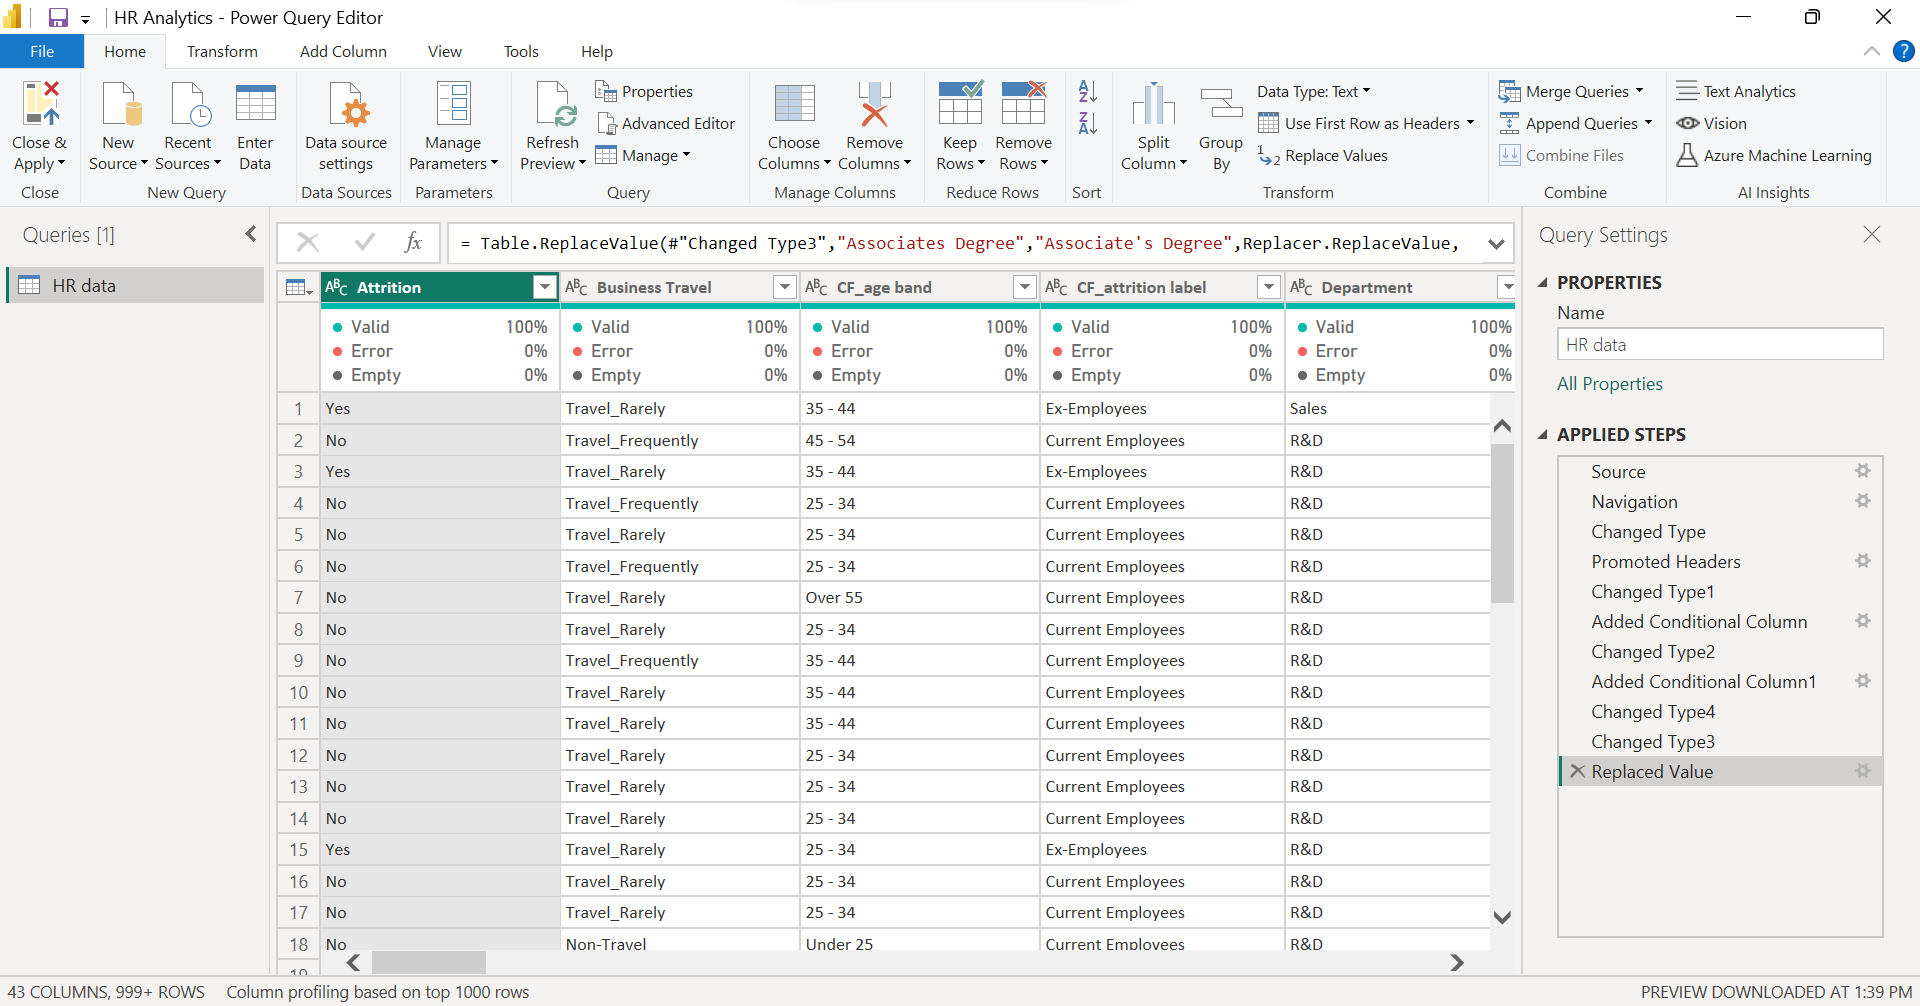 HR Analytics - Power Query Editor
File Home Transform Add Column View Tools Help
Close & Apply
Close
New Source
Recent Sources
Enter Data
New Query
Data source settings
Data Sources
Manage Parameters
Parameters
Refresh Preview
Properties
Advanced Editor
Manage
Query
Choose Columns
Remove Columns
Manage Columns
Keep Rows
Remove Rows
Reduce Rows
Sort
Split Column
Group By
Data Type: Text
Use First Row as Headers
Replace Values
Transform
Merge Queries
Append Queries
Combine Files
Combine
Text Analytics
Vision
Azure Machine Learning
AI Insights
Queries [1]
HR data
fx = Table.ReplaceValue(#"Changed Type3","Associates Degree","Associate's Degree",Replacer.ReplaceValue,
ABC Attrition ABC Business Travel ABC CF_age band ABC CF_attrition label ABC Department
Valid 100% Valid 100% Valid 100% Valid 100% Valid 100%
Error 0% Error 0% Error 0% Error 0% Error 0%
Empty 0% Empty 0% Empty 0% Empty 0% Empty 0%
1 Yes Travel_Rarely 35 - 44 Ex-Employees Sales
2 No Travel_Frequently 45 - 54 Current Employees R&D
3 Yes Travel_Rarely 35 - 44 Ex-Employees R&D
4 No Travel_Frequently 25 - 34 Current Employees R&D
5 No Travel_Rarely 25 - 34 Current Employees R&D
6 No Travel_Frequently 25 - 34 Current Employees R&D
7 No Travel_Rarely Over 55 Current Employees R&D
8 No Travel_Rarely 25 - 34 Current Employees R&D
9 No Travel_Frequently 35 - 44 Current Employees R&D
10 No Travel_Rarely 35 - 44 Current Employees R&D
11 No Travel_Rarely 35 - 44 Current Employees R&D
12 No Travel_Rarely 25 - 34 Current Employees R&D
13 No Travel_Rarely 25 - 34 Current Employees R&D
14 No Travel_Rarely 25 - 34 Current Employees R&D
15 Yes Travel_Rarely 25 - 34 Ex-Employees R&D
16 No Travel_Rarely 25 - 34 Current Employees R&D
17 No Travel_Rarely 25 - 34 Current Employees R&D
18 No Non-Travel Under 25 Current Employees R&D
19
Query Settings
PROPERTIES
Name
HR data
All Properties
APPLIED STEPS
Source
Navigation
Changed Type
Promoted Headers
Changed Type1
Added Conditional Column
Changed Type2
Added Conditional Column1
Changed Type4
Changed Type3
Replaced Value
43 COLUMNS, 999+ ROWS Column profiling based on top 1000 rows
PREVIEW DOWNLOADED AT 1:39 PM